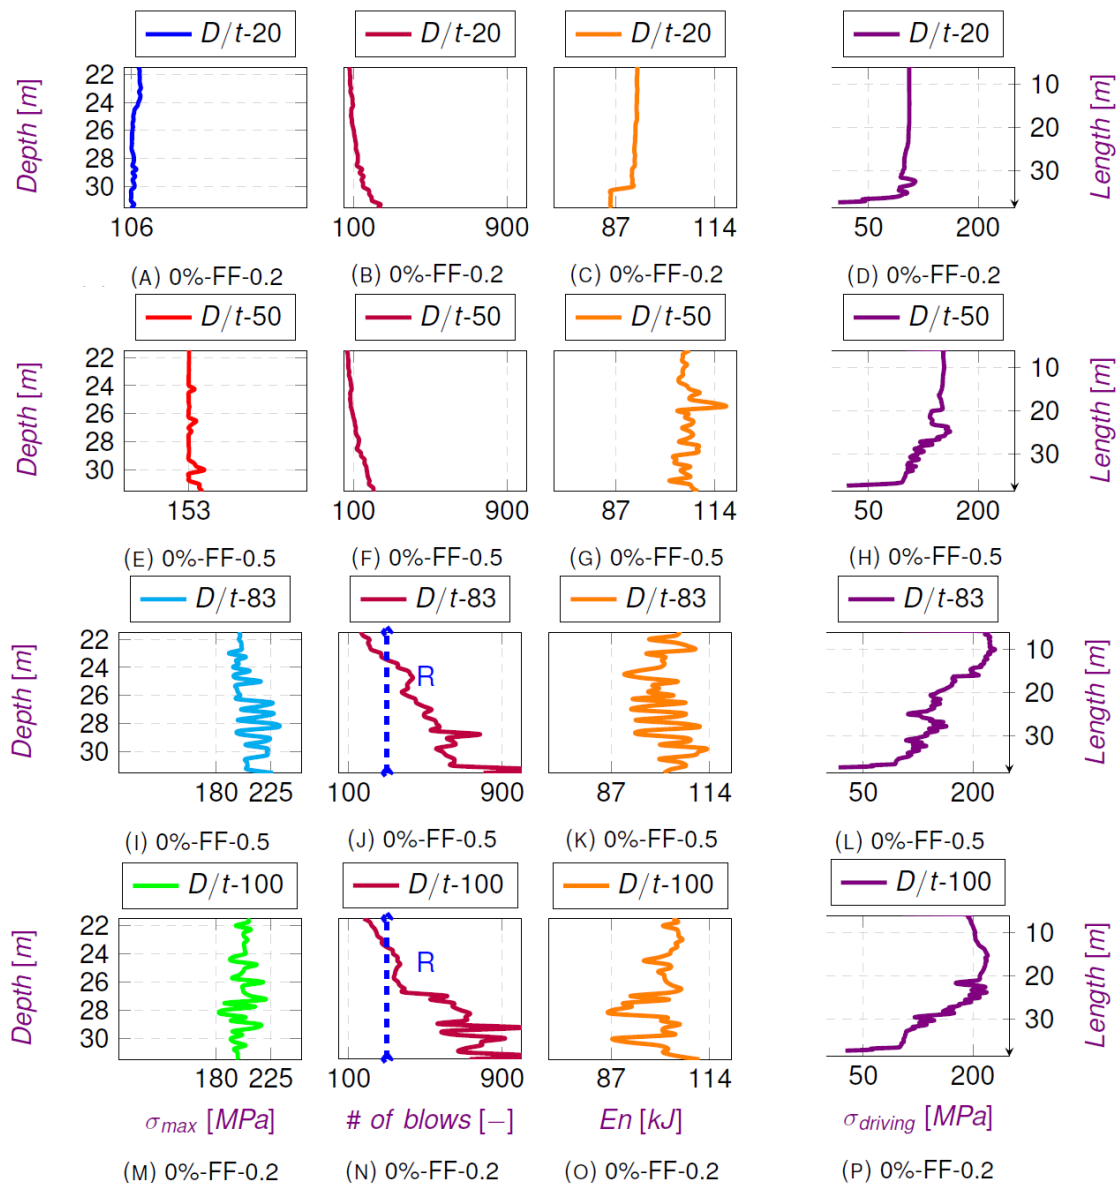 D/t-20 D/t-20 D/t-20 D/t-20
Depth [m] 22 24 26 28 30 10 20 30 Length [m]
106 100 900 87 114 50 200
(A) 0%-FF-0.2 (B) 0%-FF-0.2 (C) 0%-FF-0.2 (D) 0%-FF-0.2
D/t-50 D/t-50 D/t-50 D/t-50
Depth [m] 22 24 26 28 30 10 20 30 Length [m]
153 100 900 87 114 50 200
(E) 0%-FF-0.5 (F) 0%-FF-0.5 (G) 0%-FF-0.5 (H) 0%-FF-0.5
D/t-83 D/t-83 D/t-83 D/t-83
Depth [m] 22 24 26 28 30 R 10 20 30 Length [m]
180 225 100 900 87 114 50 200
(I) 0%-FF-0.5 (J) 0%-FF-0.5 (K) 0%-FF-0.5 (L) 0%-FF-0.5
D/t-100 D/t-100 D/t-100 D/t-100
Depth [m] 22 24 26 28 30 R 10 20 30 Length [m]
180 225 100 900 87 114 50 200
σmax [MPa] # of blows [−] En [kJ] σdriving [MPa]
(M) 0%-FF-0.2 (N) 0%-FF-0.2 (O) 0%-FF-0.2 (P) 0%-FF-0.2